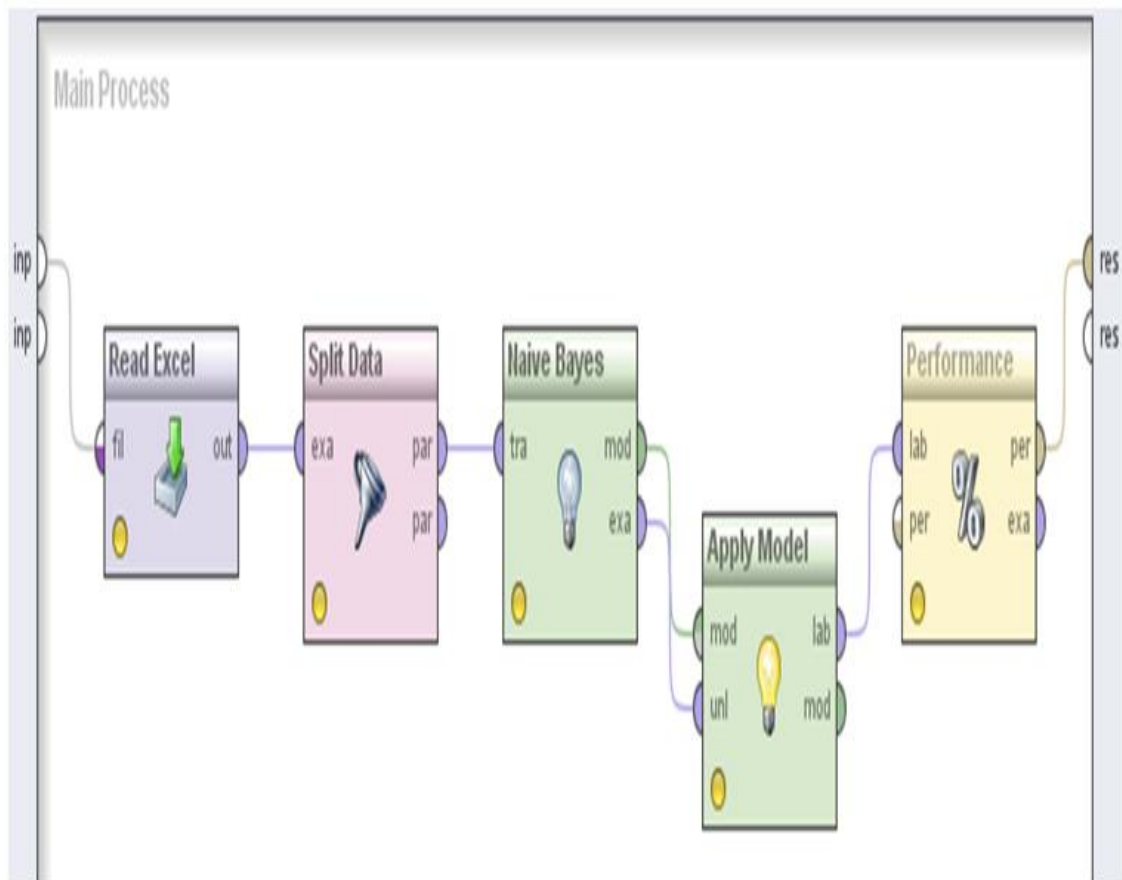 Main Process
inp
inp
res
res
Read Excel
fil
out
Split Data
exa
par
par
Naive Bayes
tra
mod
exa
Apply Model
mod
lab
unl
mod
Performance
lab
per
per
exa
%